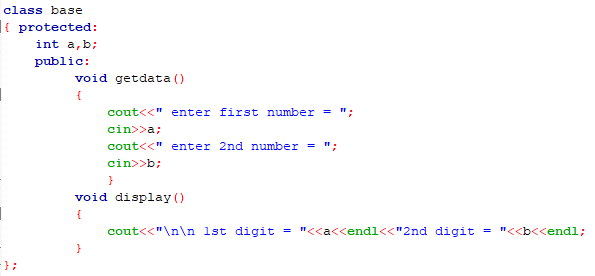 class base
{ protected:
int a,b;
public:
void getdata()
{
cout<<" enter first number = ";
cin>>a;
cout<<" enter 2nd number = ";
cin>>b;
}
void display()
{
cout<<"\n\n 1st digit = "<<a<<endl<<"2nd digit = "<<b<<endl;
}
};